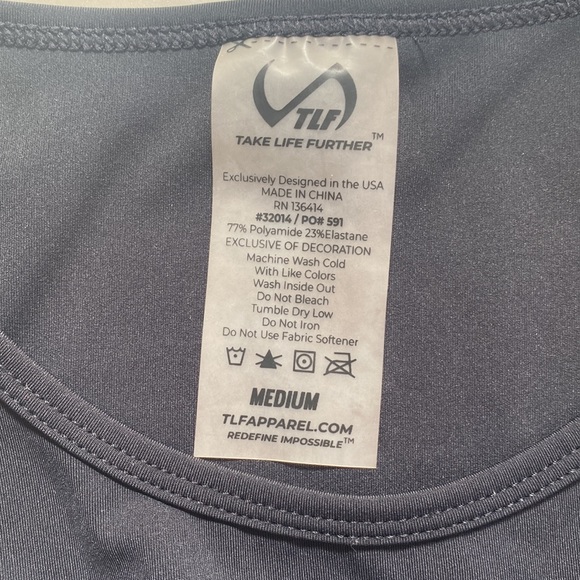 TLF
TAKE LIFE FURTHER™
Exclusively Designed in the USA
MADE IN CHINA
RN 136414
#32014 / PO# 591
77% Polyamide 23%Elastane
EXCLUSIVE OF DECORATION
Machine Wash Cold
With Like Colors
Wash Inside Out
Do Not Bleach
Tumble Dry Low
Do Not Iron
Do Not Use Fabric Softener
MEDIUM
TLFAPPAREL.COM
REDEFINE IMPOSSIBLE™